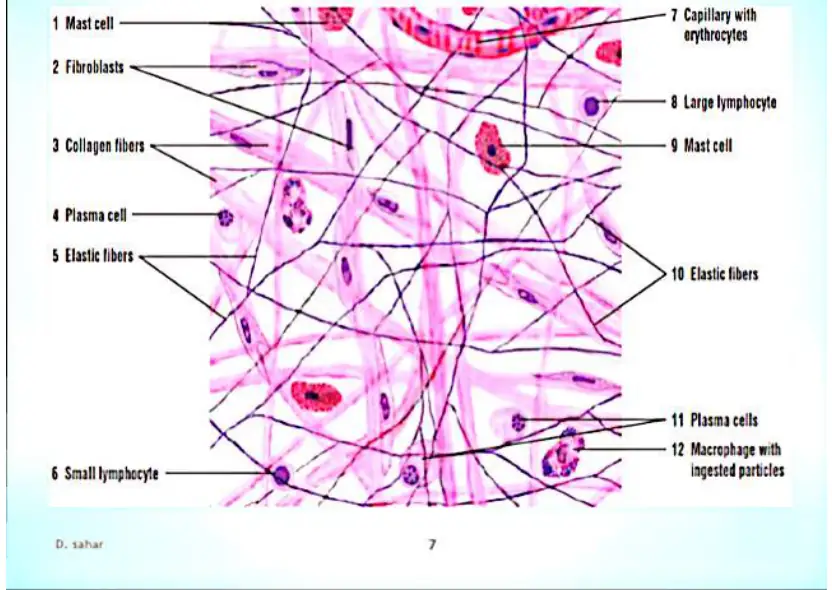 1 Mast cell
2 Fibroblasts
3 Collagen fibers
4 Plasma cell
5 Elastic fibers
6 Small lymphocyte
7 Capillary with
erythrocytes
8 Large lymphocyte
9 Mast cell
10 Elastic fibers
11 Plasma cells
12 Macrophage with
ingested particles
D. sahar
7